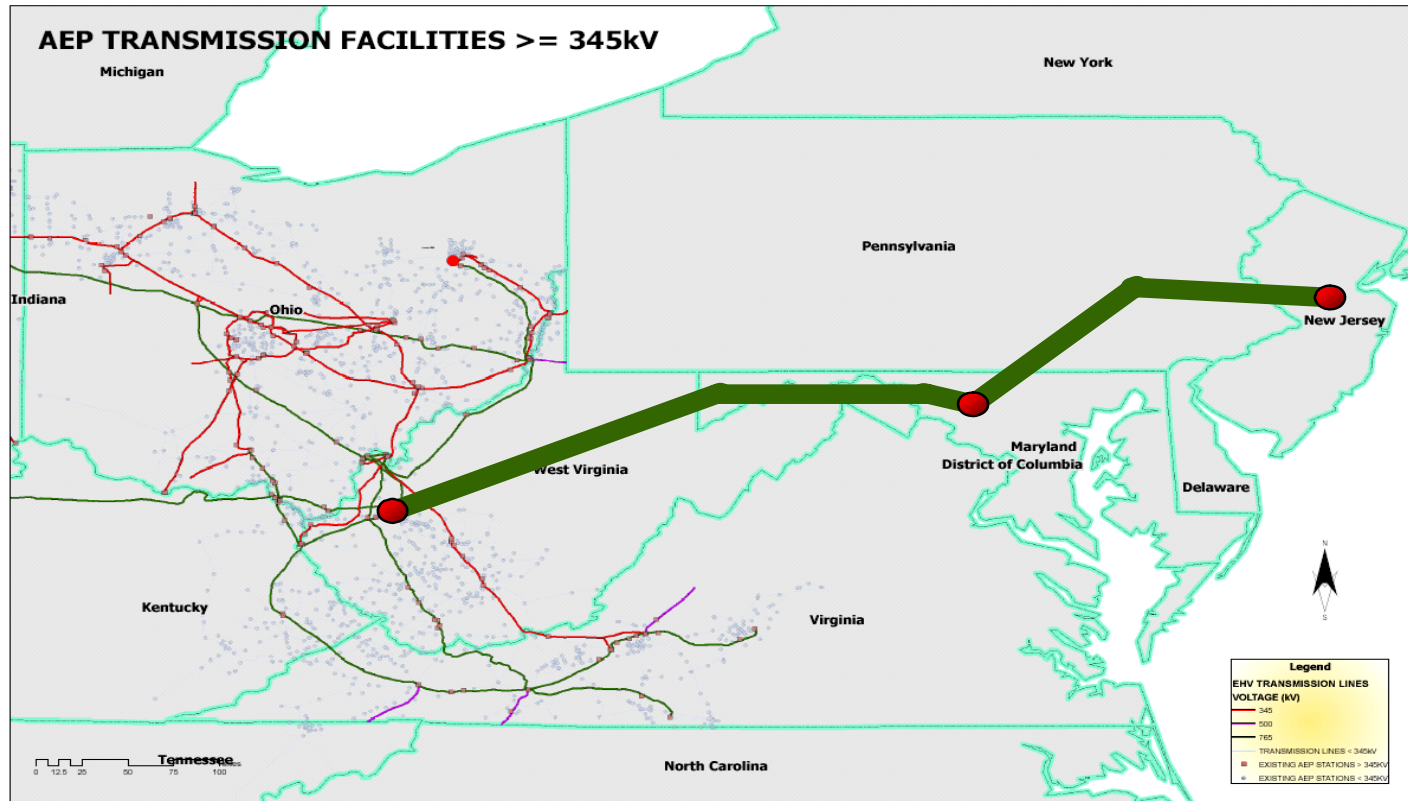 AEP TRANSMISSION FACILITIES >= 345kV
Michigan
New York
Pennsylvania
Indiana
Ohio
New Jersey
Maryland
District of Columbia
West Virginia
Delaware
Kentucky
Virginia
N
S
Legend
EHV TRANSMISSION LINES
VOLTAGE (kV)
345
500
765
TRANSMISSION LINES < 345kV
EXISTING AEP STATIONS > 345KV
EXISTING AEP STATIONS < 345KV
Tennessee
0 12.5 25 50 75 100
North Carolina